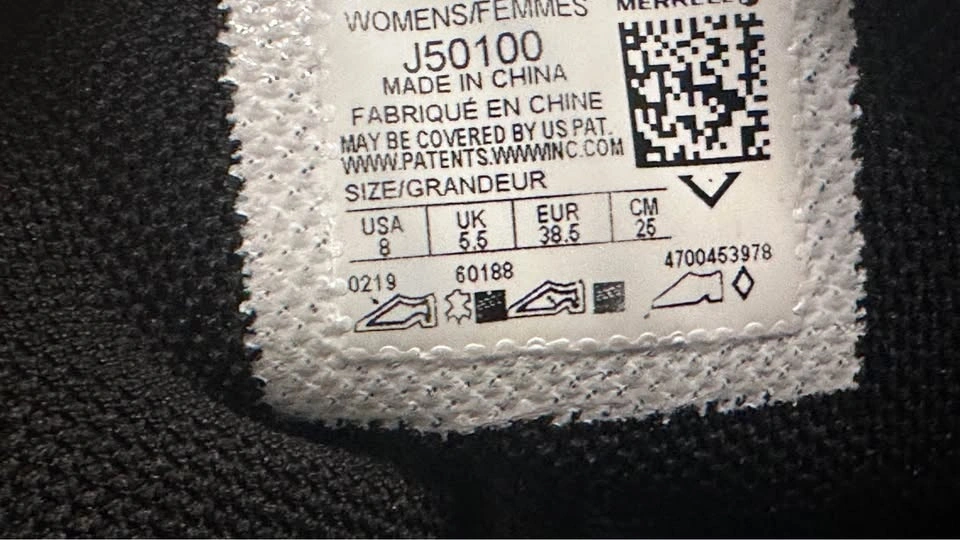 WOMENS/FEMMES
MERRELL
J50100
MADE IN CHINA
FABRIQUÉ EN CHINE
MAY BE COVERED BY US PAT.
WWW.PATENTS.WWWINC.COM
SIZE/GRANDEUR
USA UK EUR CM
8 5.5 38.5 25
0219 60188 4700453978